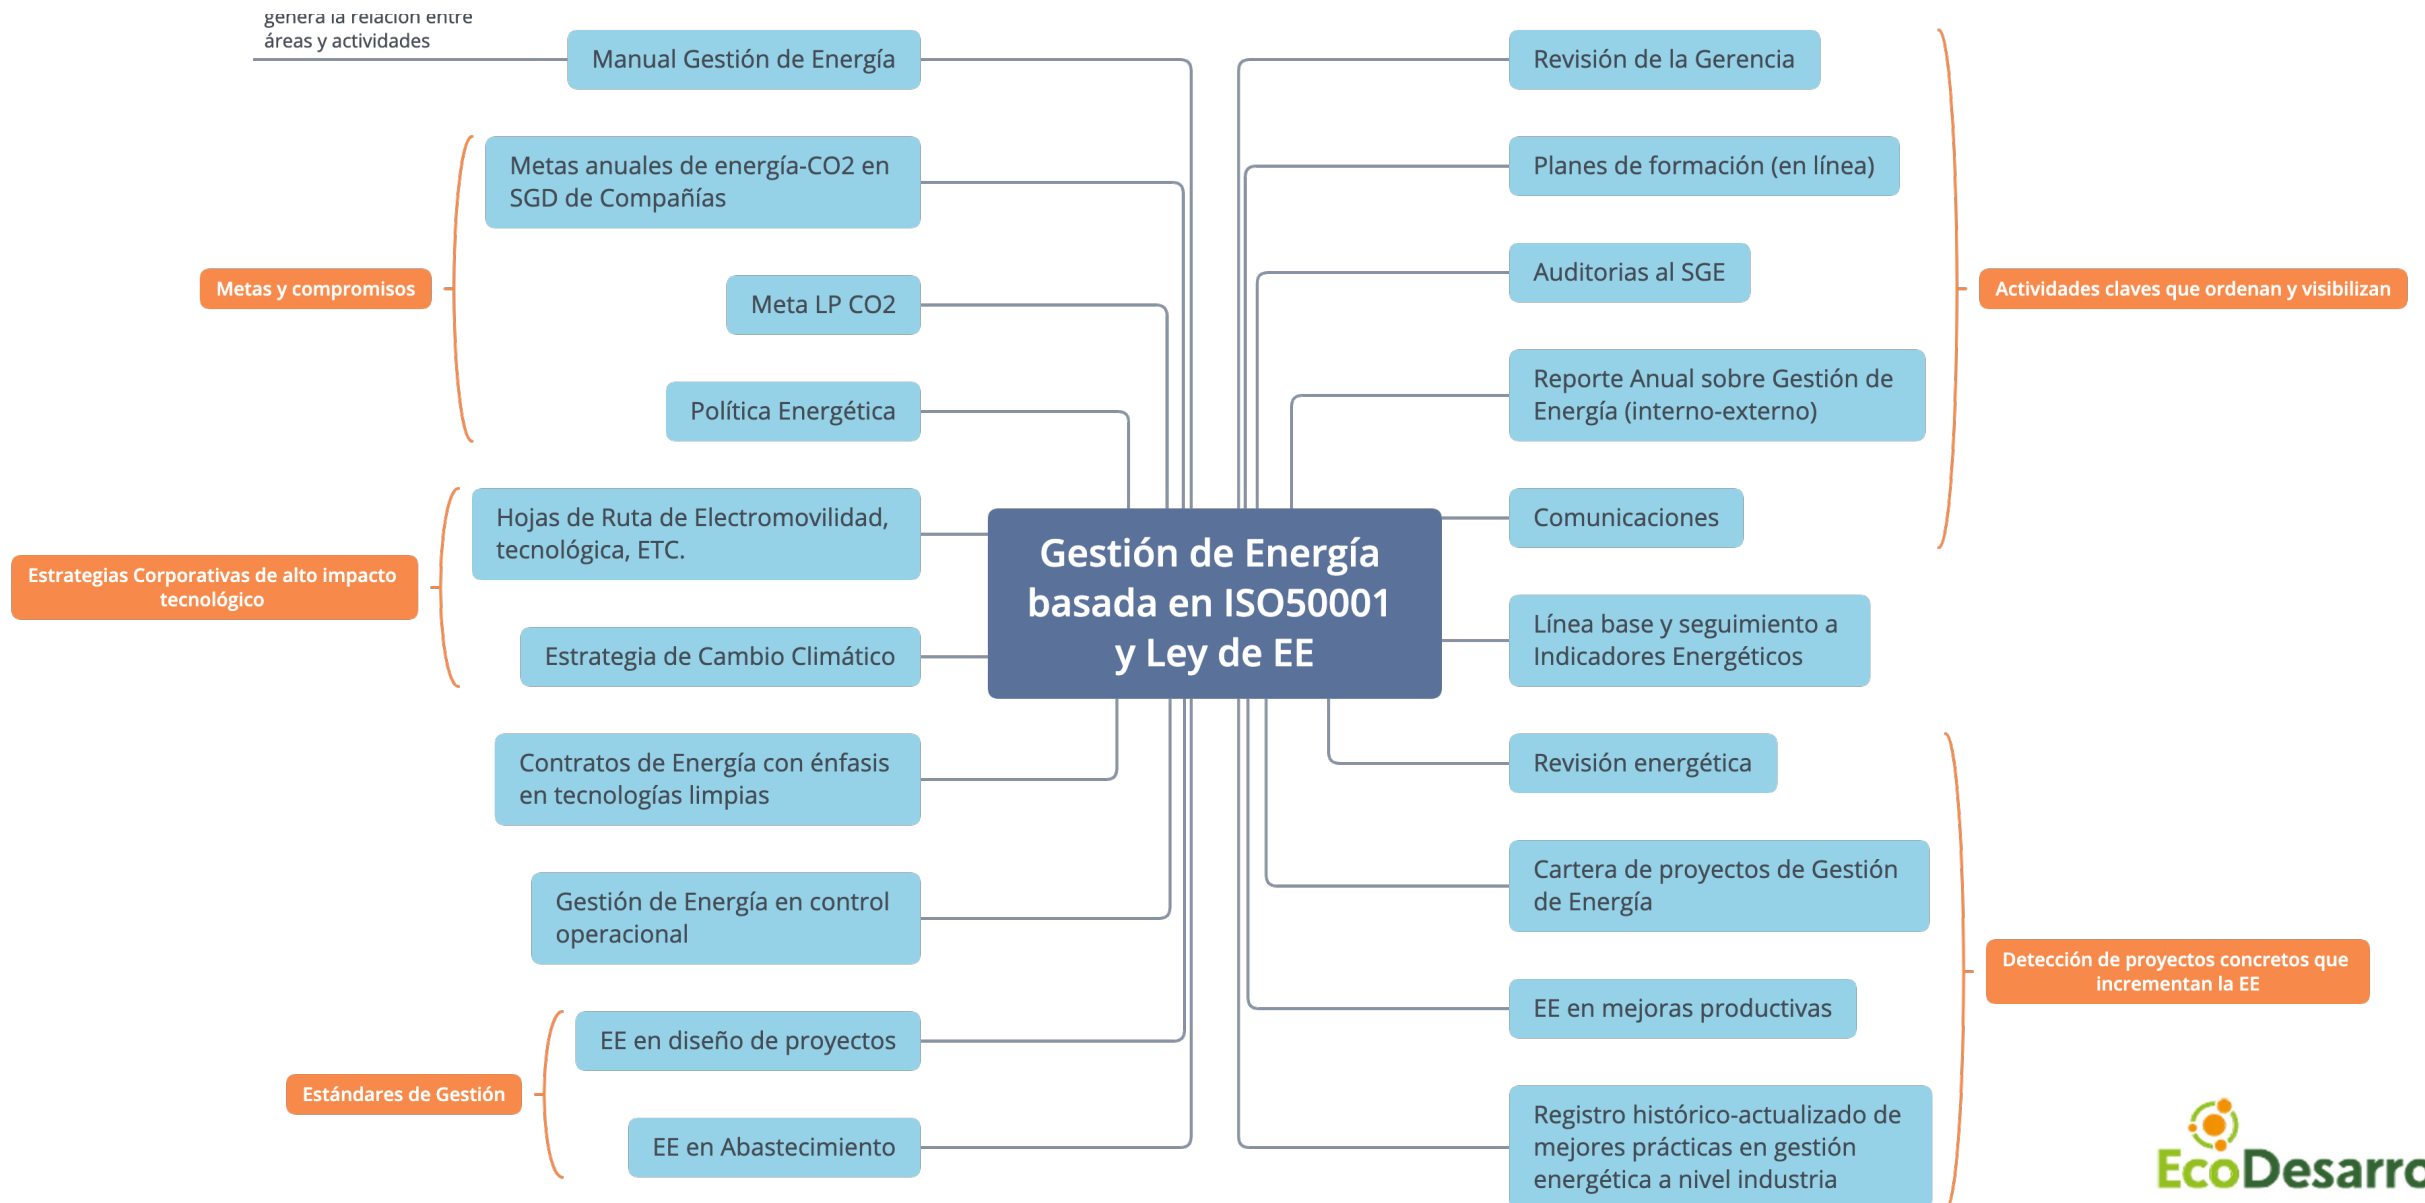 genera la relación entre
áreas y actividades
Manual Gestión de Energía
Metas anuales de energía-CO2 en
SGD de Compañías
Metas y compromisos
Meta LP CO2
Política Energética
Hojas de Ruta de Electromovilidad,
tecnológica, ETC.
Estrategias Corporativas de alto impacto
tecnológico
Estrategia de Cambio Climático
Contratos de Energía con énfasis
en tecnologías limpias
Gestión de Energía en control
operacional
EE en diseño de proyectos
Estándares de Gestión
EE en Abastecimiento
Gestión de Energía
basada en ISO50001
y Ley de EE
Revisión de la Gerencia
Planes de formación (en línea)
Auditorias al SGE
Actividades claves que ordenan y visibilizan
Reporte Anual sobre Gestión de
Energía (interno-externo)
Comunicaciones
Línea base y seguimiento a
Indicadores Energéticos
Revisión energética
Cartera de proyectos de Gestión
de Energía
Detección de proyectos concretos que
incrementan la EE
EE en mejoras productivas
Registro histórico-actualizado de
mejores prácticas en gestión
energética a nivel industria
EcoDesarro